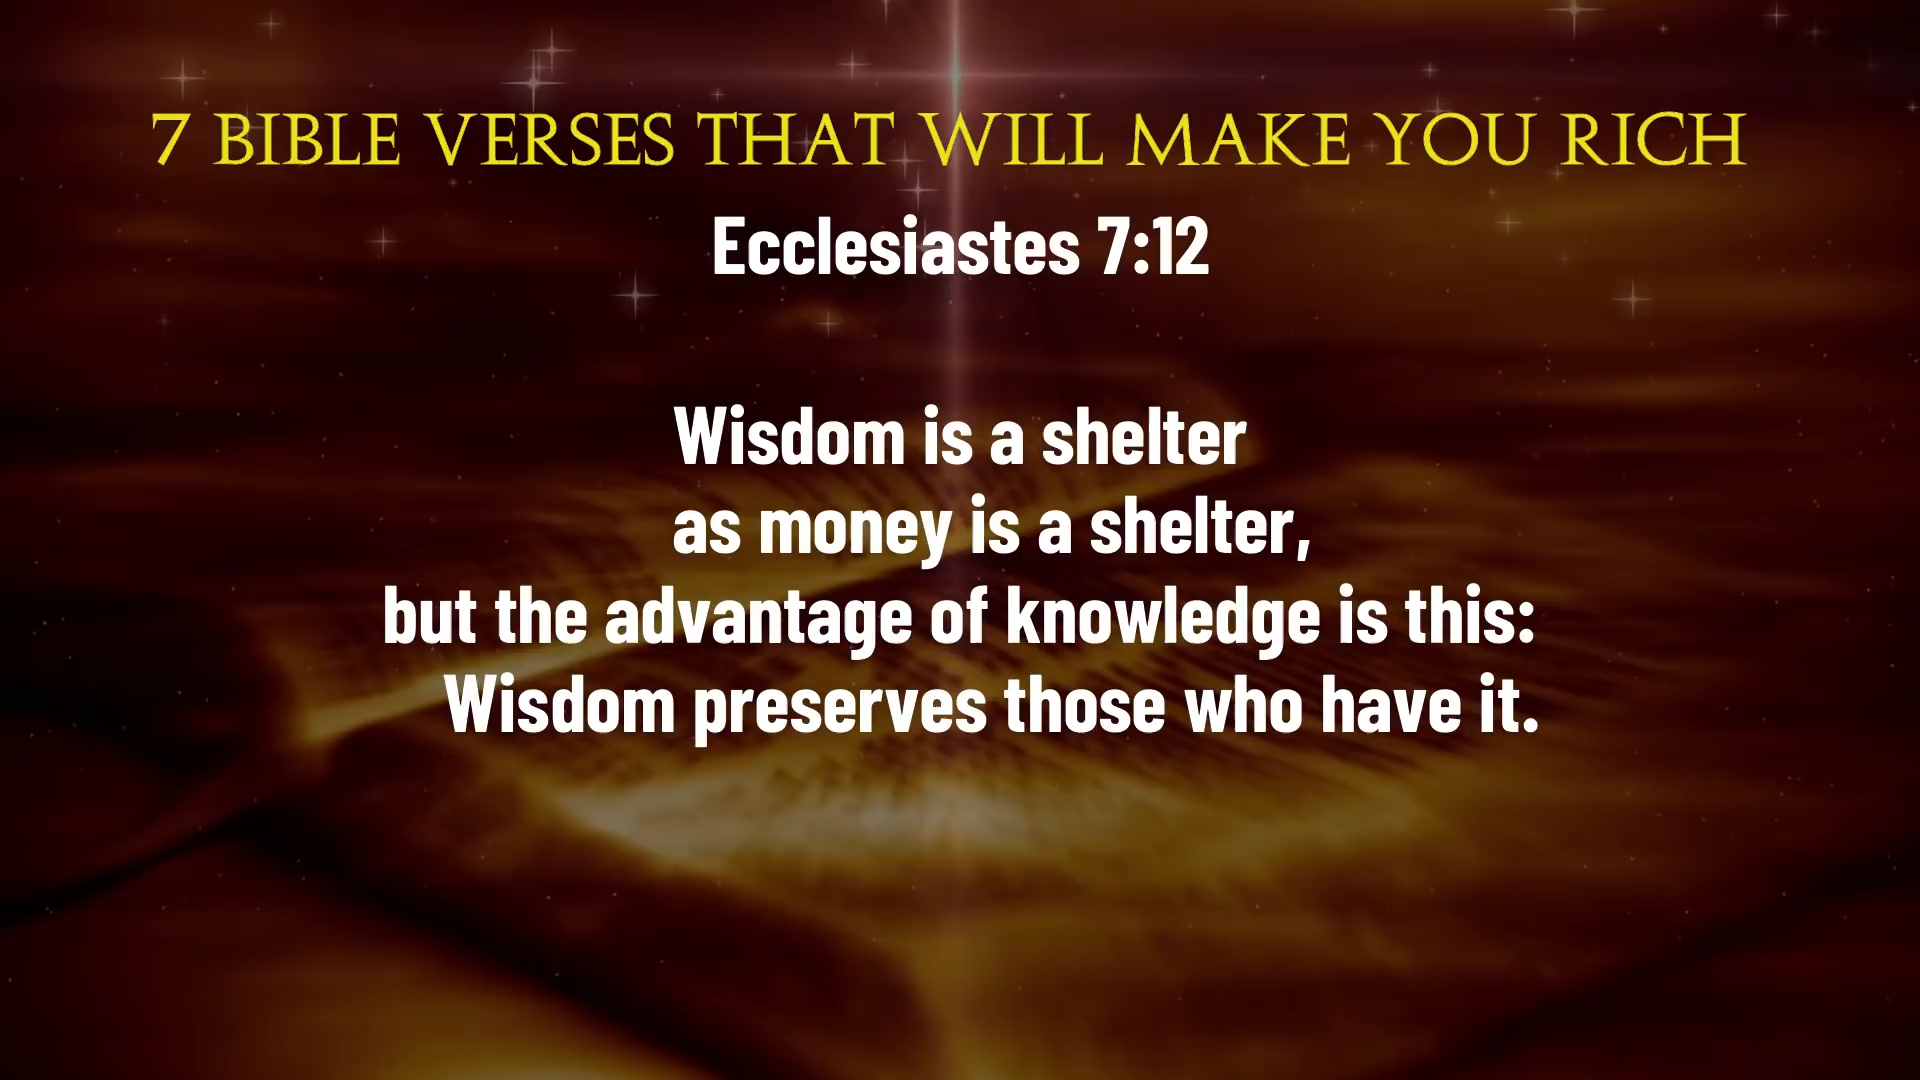 7 BIBLE VERSES THAT WILL MAKE YOU RICH
Ecclesiastes 7:12
Wisdom is a shelter
as money is a shelter,
but the advantage of knowledge is this:
Wisdom preserves those who have it.